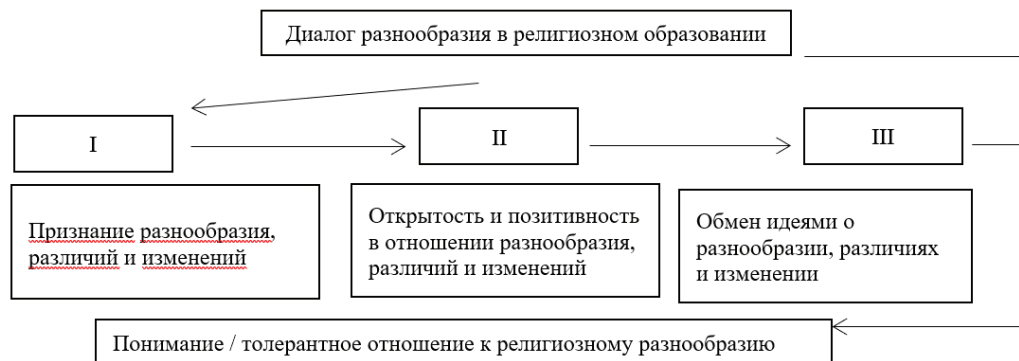 Диалог разнообразия в религиозном образовании
I
II
III
Признание разнообразия,
различий и изменений
Открытость и позитивность
в отношении разнообразия,
различий и изменений
Обмен идеями о
разнообразии, различиях
и изменении
Понимание / толерантное отношение к религиозному разнообразию